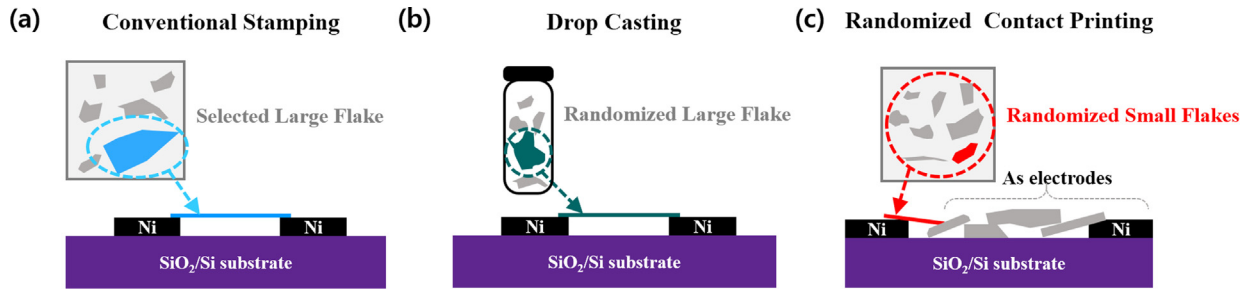 (a) Conventional Stamping
Selected Large Flake
Ni Ni
SiO₂/Si substrate
(b) Drop Casting
Randomized Large Flake
Ni Ni
SiO₂/Si substrate
(c) Randomized Contact Printing
Randomized Small Flakes
As electrodes
Ni Ni
SiO₂/Si substrate